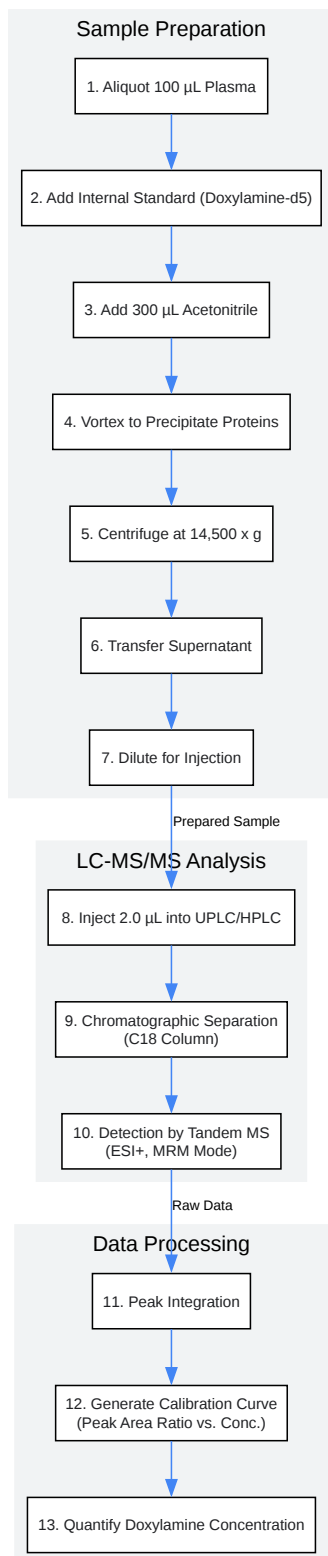 Sample Preparation
1. Aliquot 100 µL Plasma
2. Add Internal Standard (Doxylamine-d5)
3. Add 300 µL Acetonitrile
4. Vortex to Precipitate Proteins
5. Centrifuge at 14,500 x g
6. Transfer Supernatant
7. Dilute for Injection
Prepared Sample
LC-MS/MS Analysis
8. Inject 2.0 µL into UPLC/HPLC
9. Chromatographic Separation
(C18 Column)
10. Detection by Tandem MS
(ESI+, MRM Mode)
Raw Data
Data Processing
11. Peak Integration
12. Generate Calibration Curve
(Peak Area Ratio vs. Conc.)
13. Quantify Doxylamine Concentration